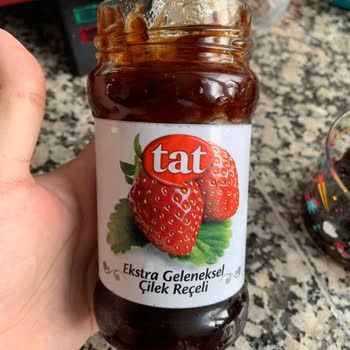 tat
Ekstra Geleneksel
Çilek Reçeli